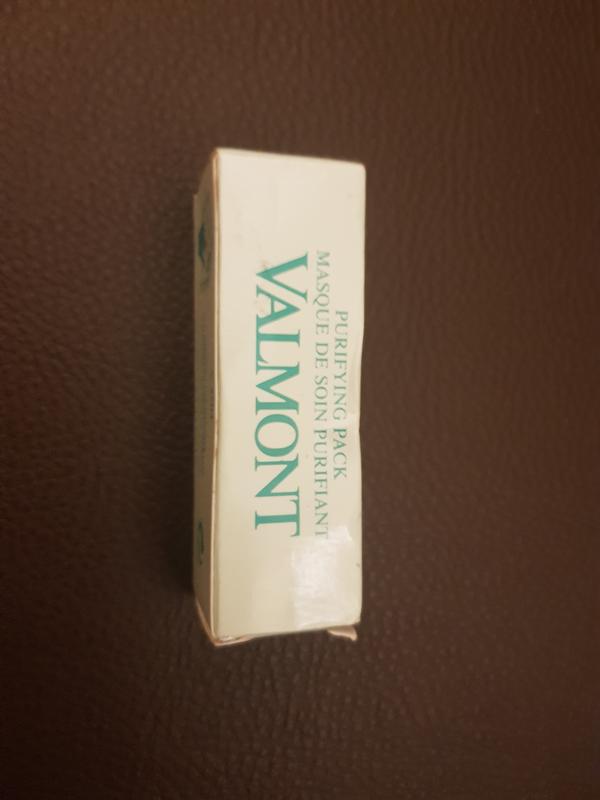 PURIFYING PACK
MASQUE DE SOIN PURIFIANT
VALMONT